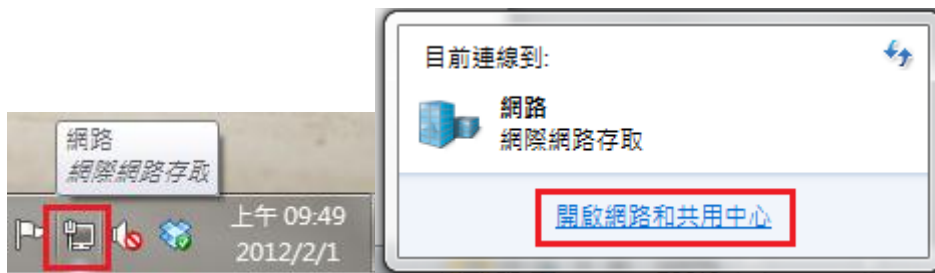 網路
網際網路存取
上午 09:49
2012/2/1
目前連線到:
網路
網際網路存取
開啟網路和共用中心